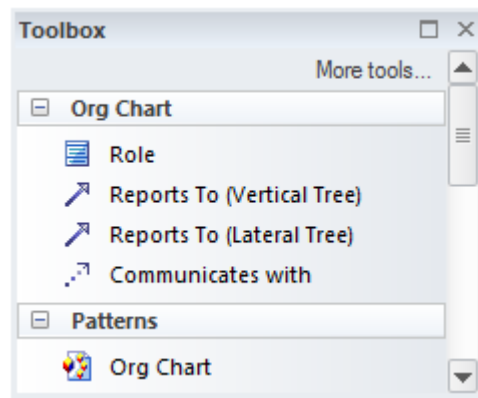 Toolbox
More tools...
Org Chart
Role
Reports To (Vertical Tree)
Reports To (Lateral Tree)
Communicates with
Patterns
Org Chart